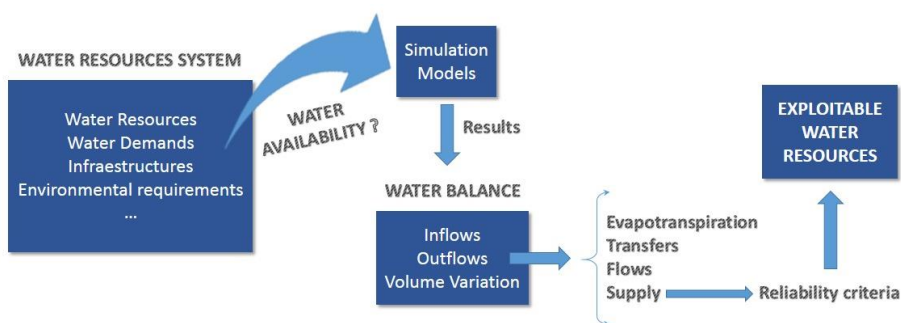 WATER RESOURCES SYSTEM
Water Resources
Water Demands
Infraestructures
Environmental requirements
...
WATER
AVAILABILITY ?
Simulation
Models
Results
WATER BALANCE
Inflows
Outflows
Volume Variation
Evapotranspiration
Transfers
Flows
Supply
Reliability criteria
EXPLOITABLE
WATER
RESOURCES